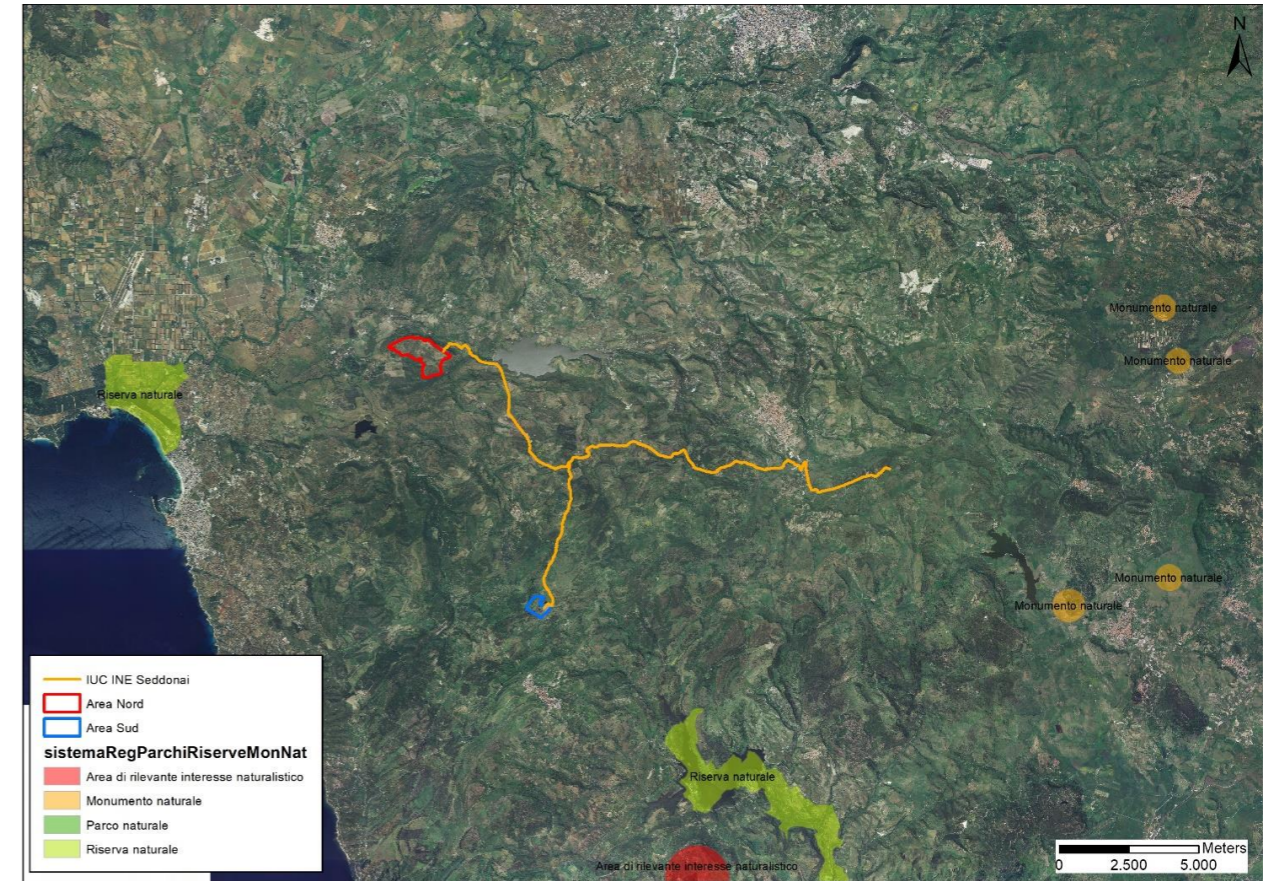 N
Monumento naturale
Monumento naturale
Riserva naturale
Monumento naturale
Monumento naturale
IUC INE Seddonai
Area Nord
Area Sud
sistemaRegParchiRiserveMonNat
Area di rilevante interesse naturalistico
Monumento naturale
Parco naturale
Riserva naturale
Riserva naturale
Area di rilevante interesse naturalistico
Meters
0 2.500 5.000